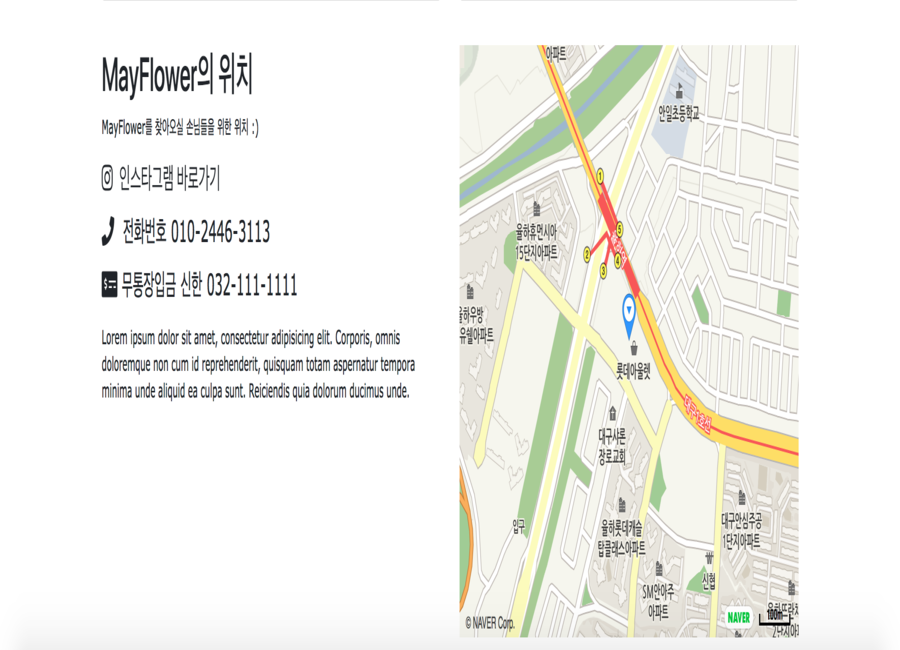 MayFlower의 위치
MayFlower를 찾아오실 손님들을 위한 위치 :)
인스타그램 바로가기
전화번호 010-2446-3113
무통장입금 신한 032-111-1111
Lorem ipsum dolor sit amet, consectetur adipisicing elit. Corporis, omnis
doloremque non cum id reprehenderit, quisquam totam aspernatur tempora
minima unde aliquid ea culpa sunt. Reiciendis quia dolorum ducimus unde.
아파트
안일초등학교
1
5
2
4
3
율하휴먼시아
15단지아파트
율하우방
유쉘아파트
롯데아울렛
대구1호선
대구샤론
장로교회
입구
율하롯데캐슬
탑클래스아파트
대구안심주공
1단지아파트
신협
SM안아주
아파트
© NAVER Corp.
NAVER
100m